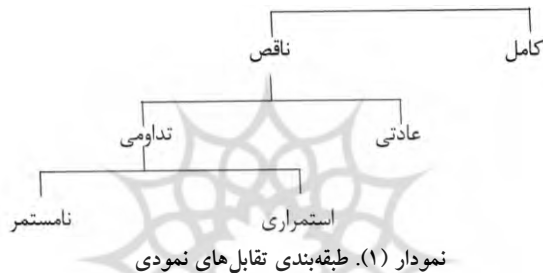 کامل
ناقص
عادتی
تداومی
استمراری
نامستمر
نمودار (۱). طبقه‌بندی تقابل‌های نمودی